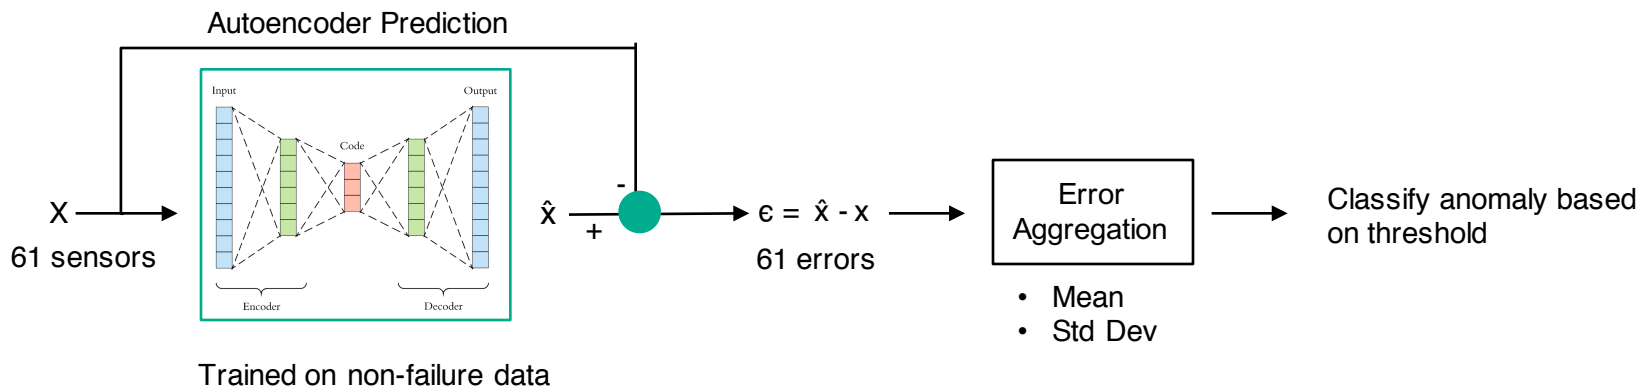 Autoencoder Prediction
Input
Output
Code
Encoder
Decoder
X
61 sensors
Trained on non-failure data
x̂
-
+
є = x̂ - x
61 errors
Error
Aggregation
• Mean
• Std Dev
Classify anomaly based
on threshold